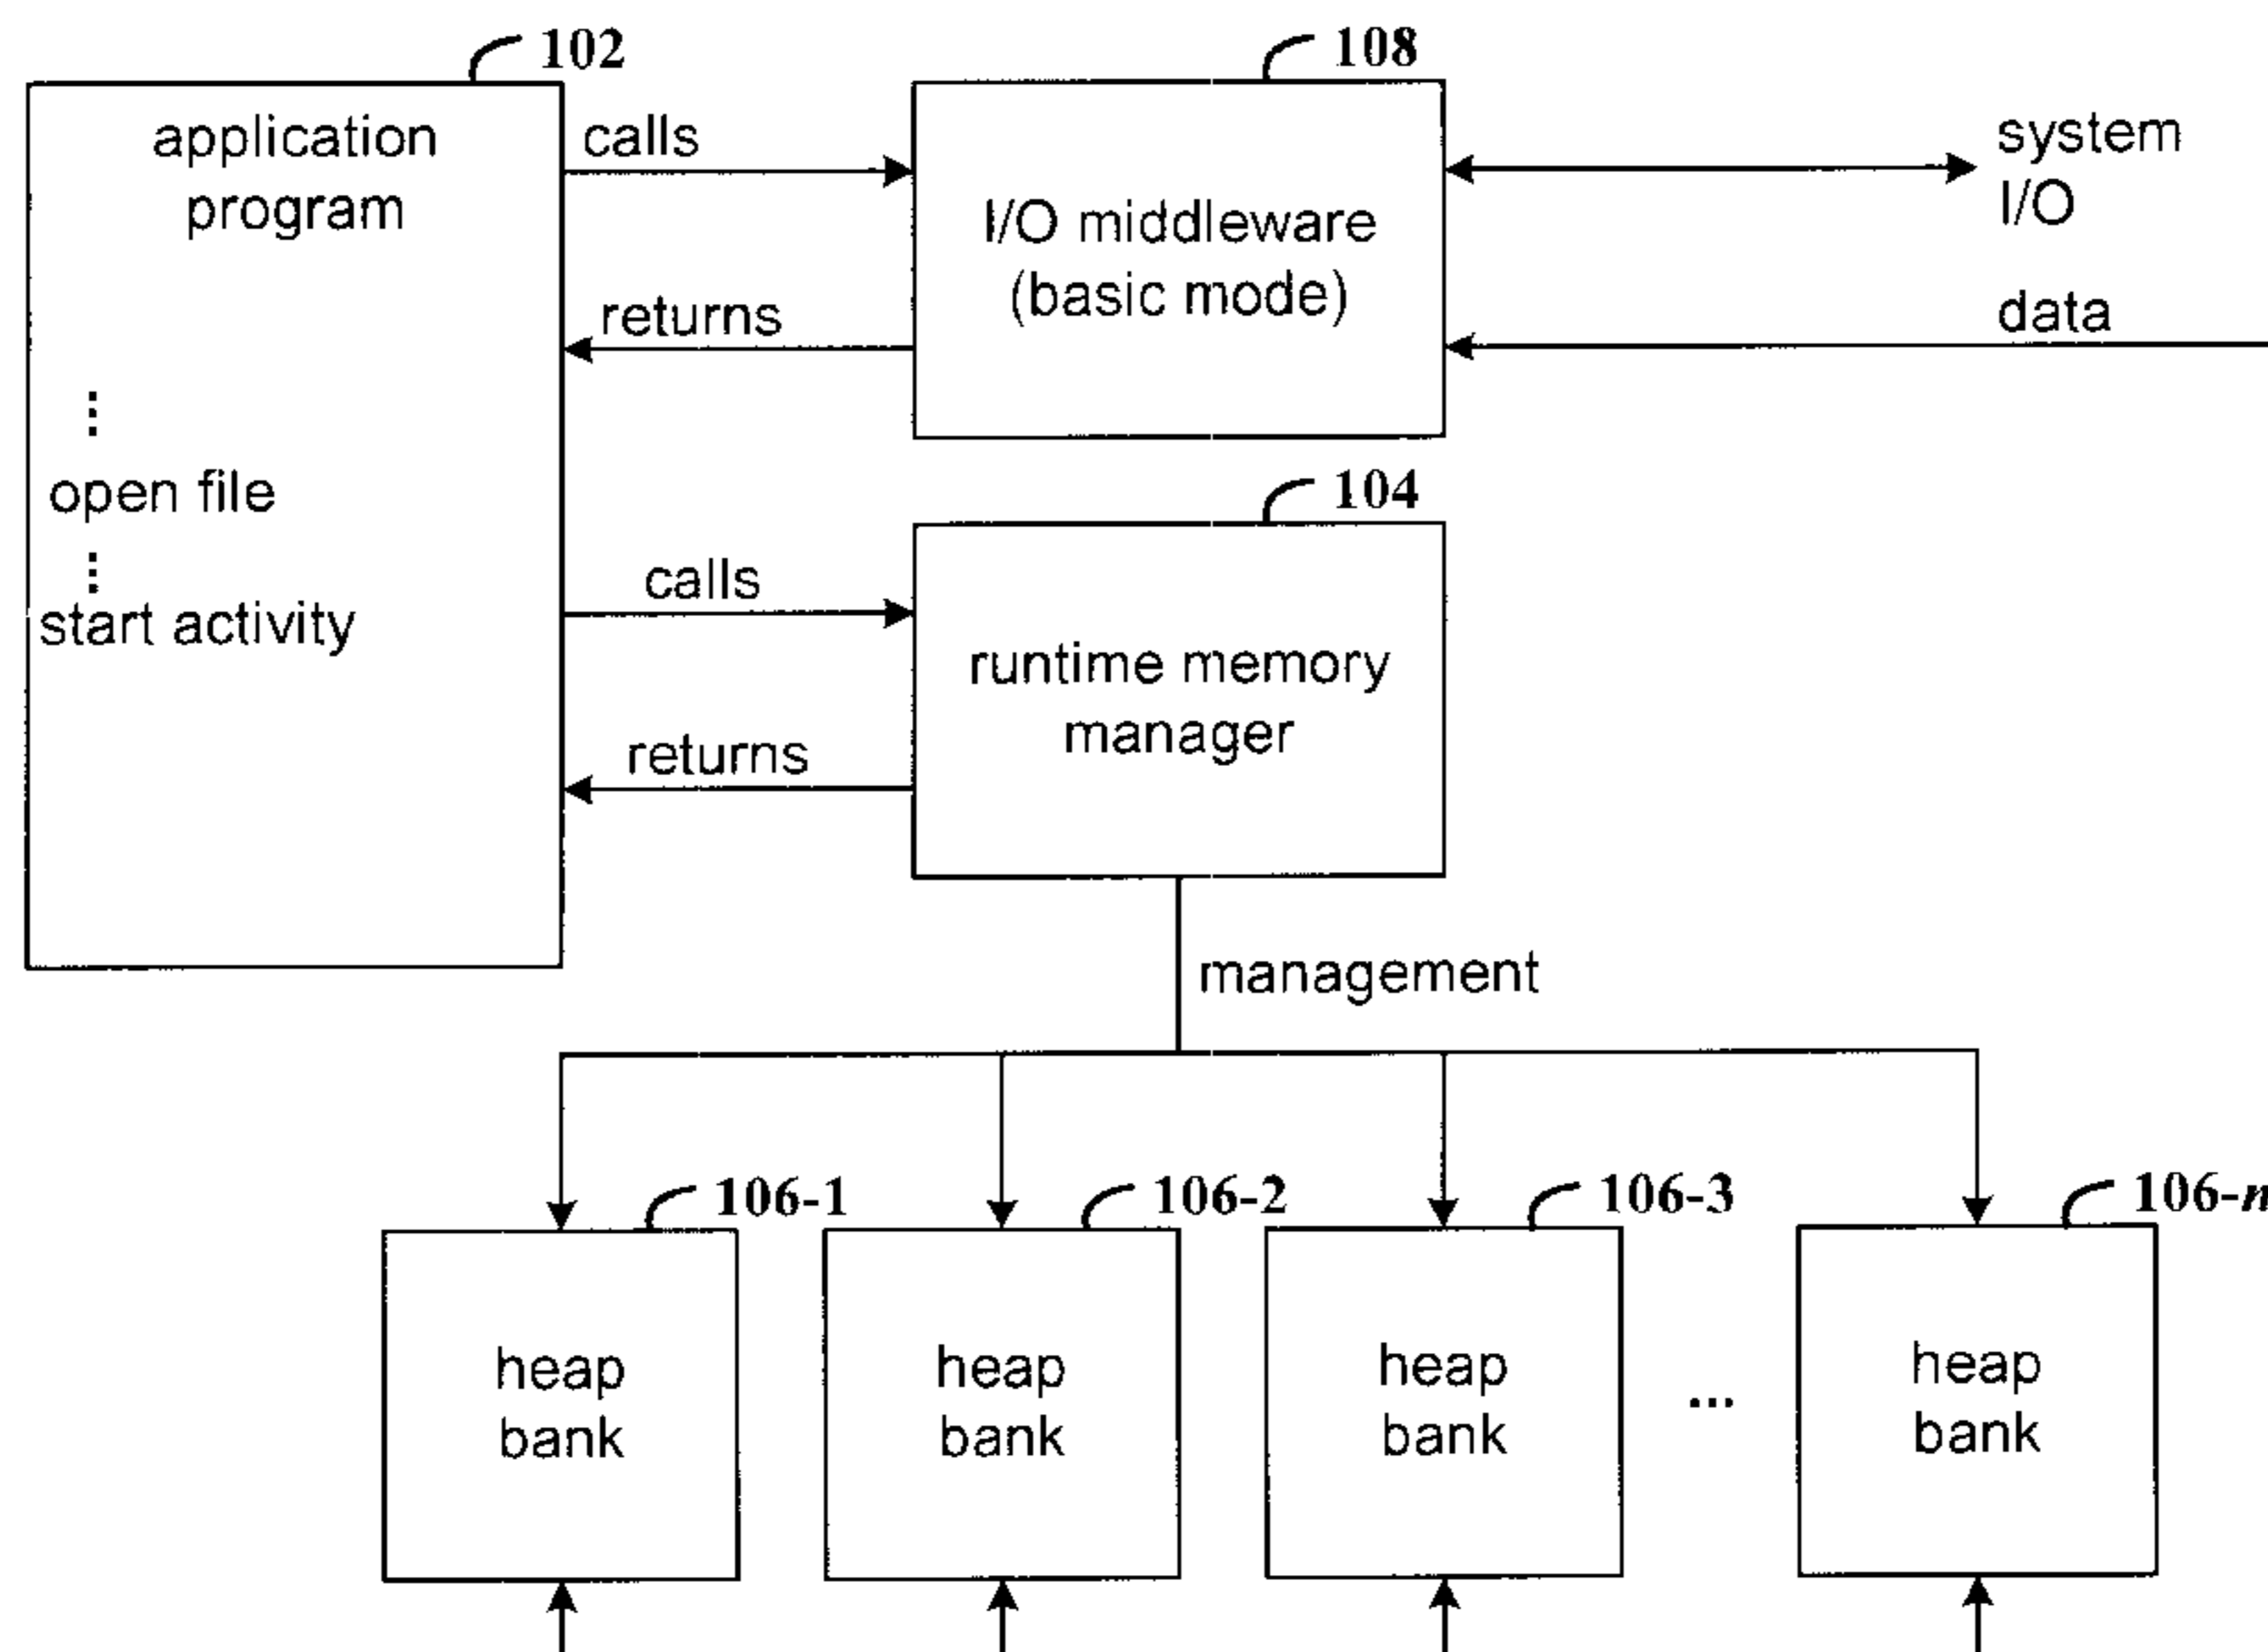 102
application
program
⋮
open file
⋮
start activity
calls
returns
108
I/O middleware
(basic mode)
system
I/O
data
calls
returns
104
runtime memory
manager
management
106-1
heap
bank
106-2
heap
bank
106-3
heap
bank
...
106-n
heap
bank